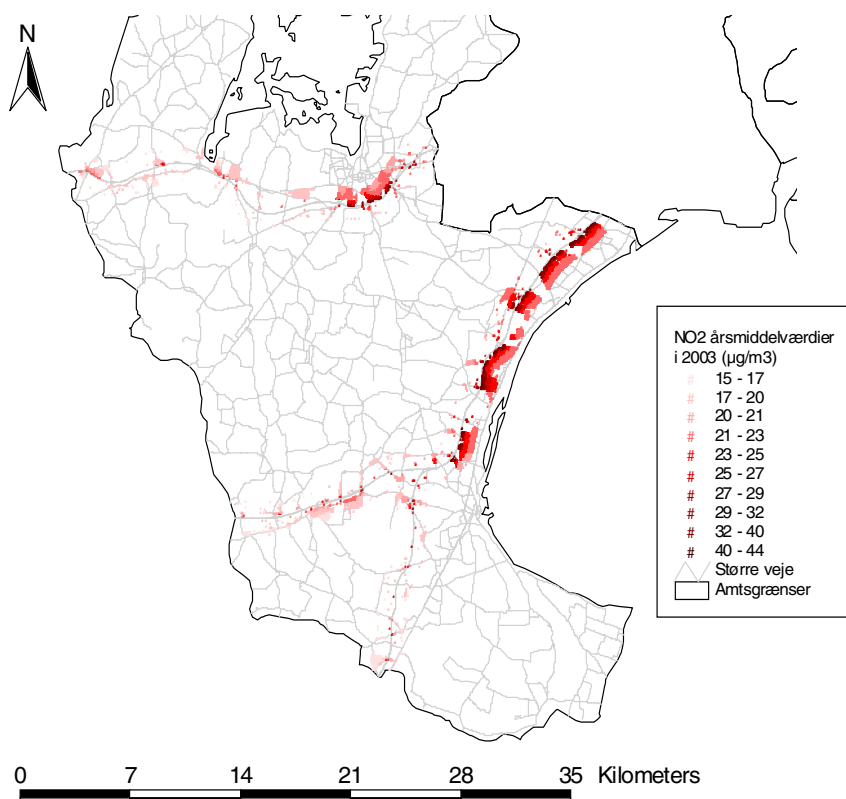 N
NO2 årsmiddelværdier
i 2003 (µg/m3)
# 15 - 17
# 17 - 20
# 20 - 21
# 21 - 23
# 23 - 25
# 25 - 27
# 27 - 29
# 29 - 32
# 32 - 40
# 40 - 44
Større veje
Amtsgrænser
0 7 14 21 28 35 Kilometers